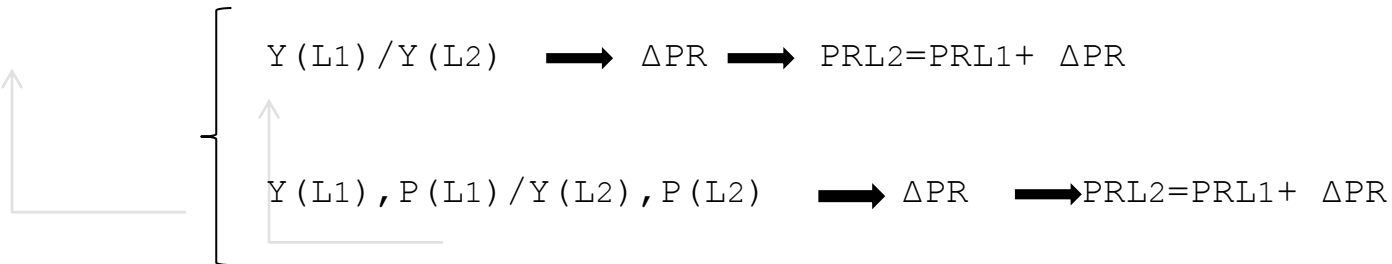 Y(L1)/Y(L2) ΔPR PRL2=PRL1+ ΔPR
Y(L1),P(L1)/Y(L2),P(L2) ΔPR PRL2=PRL1+ ΔPR